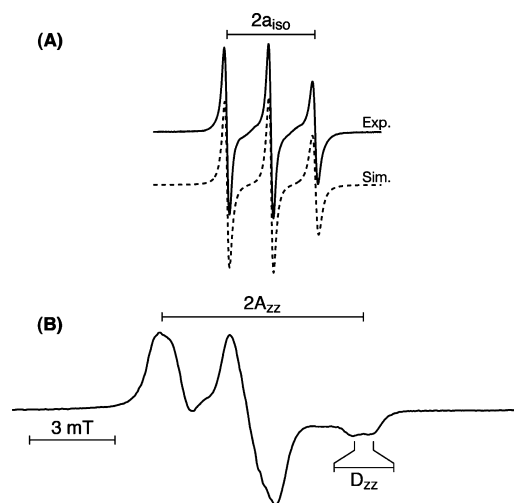 (A)
2a_iso
Exp.
Sim.
2A_zz
(B)
3 mT
D_zz